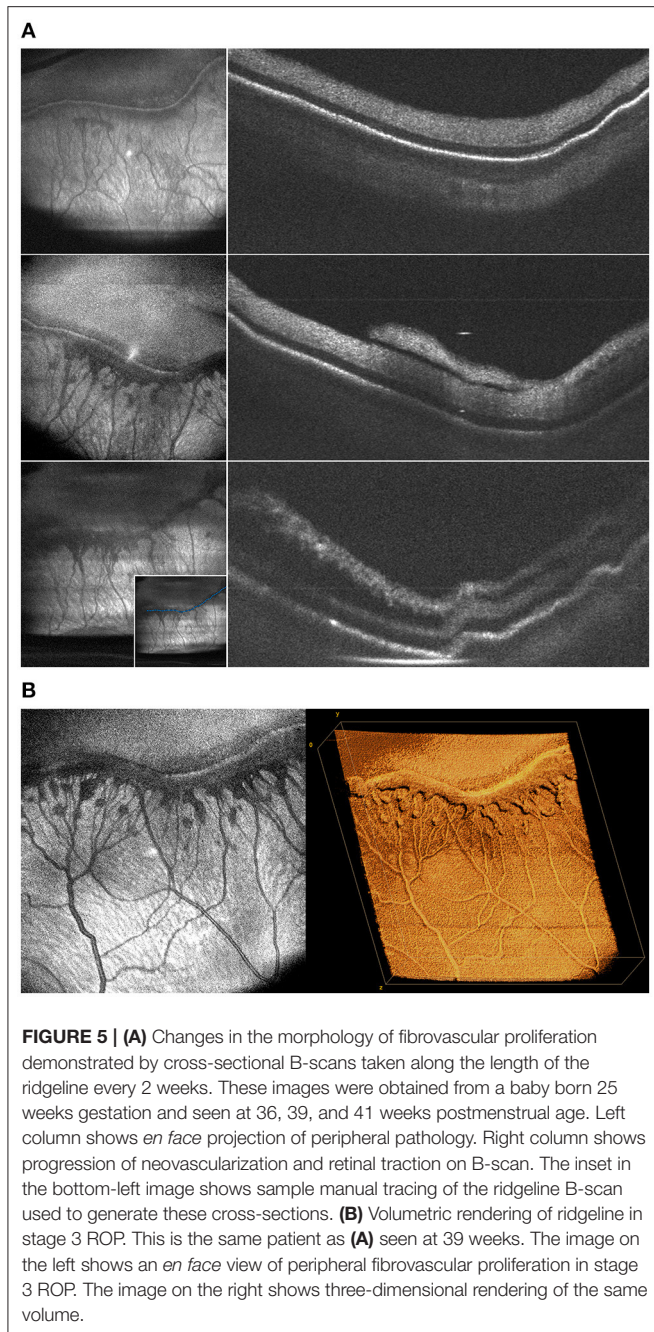 A
B
y
0
z
FIGURE 5 | (A) Changes in the morphology of fibrovascular proliferation
demonstrated by cross-sectional B-scans taken along the length of the
ridgeline every 2 weeks. These images were obtained from a baby born 25
weeks gestation and seen at 36, 39, and 41 weeks postmenstrual age. Left
column shows en face projection of peripheral pathology. Right column shows
progression of neovascularization and retinal traction on B-scan. The inset in
the bottom-left image shows sample manual tracing of the ridgeline B-scan
used to generate these cross-sections. (B) Volumetric rendering of ridgeline in
stage 3 ROP. This is the same patient as (A) seen at 39 weeks. The image on
the left shows an en face view of peripheral fibrovascular proliferation in stage
3 ROP. The image on the right shows three-dimensional rendering of the same
volume.